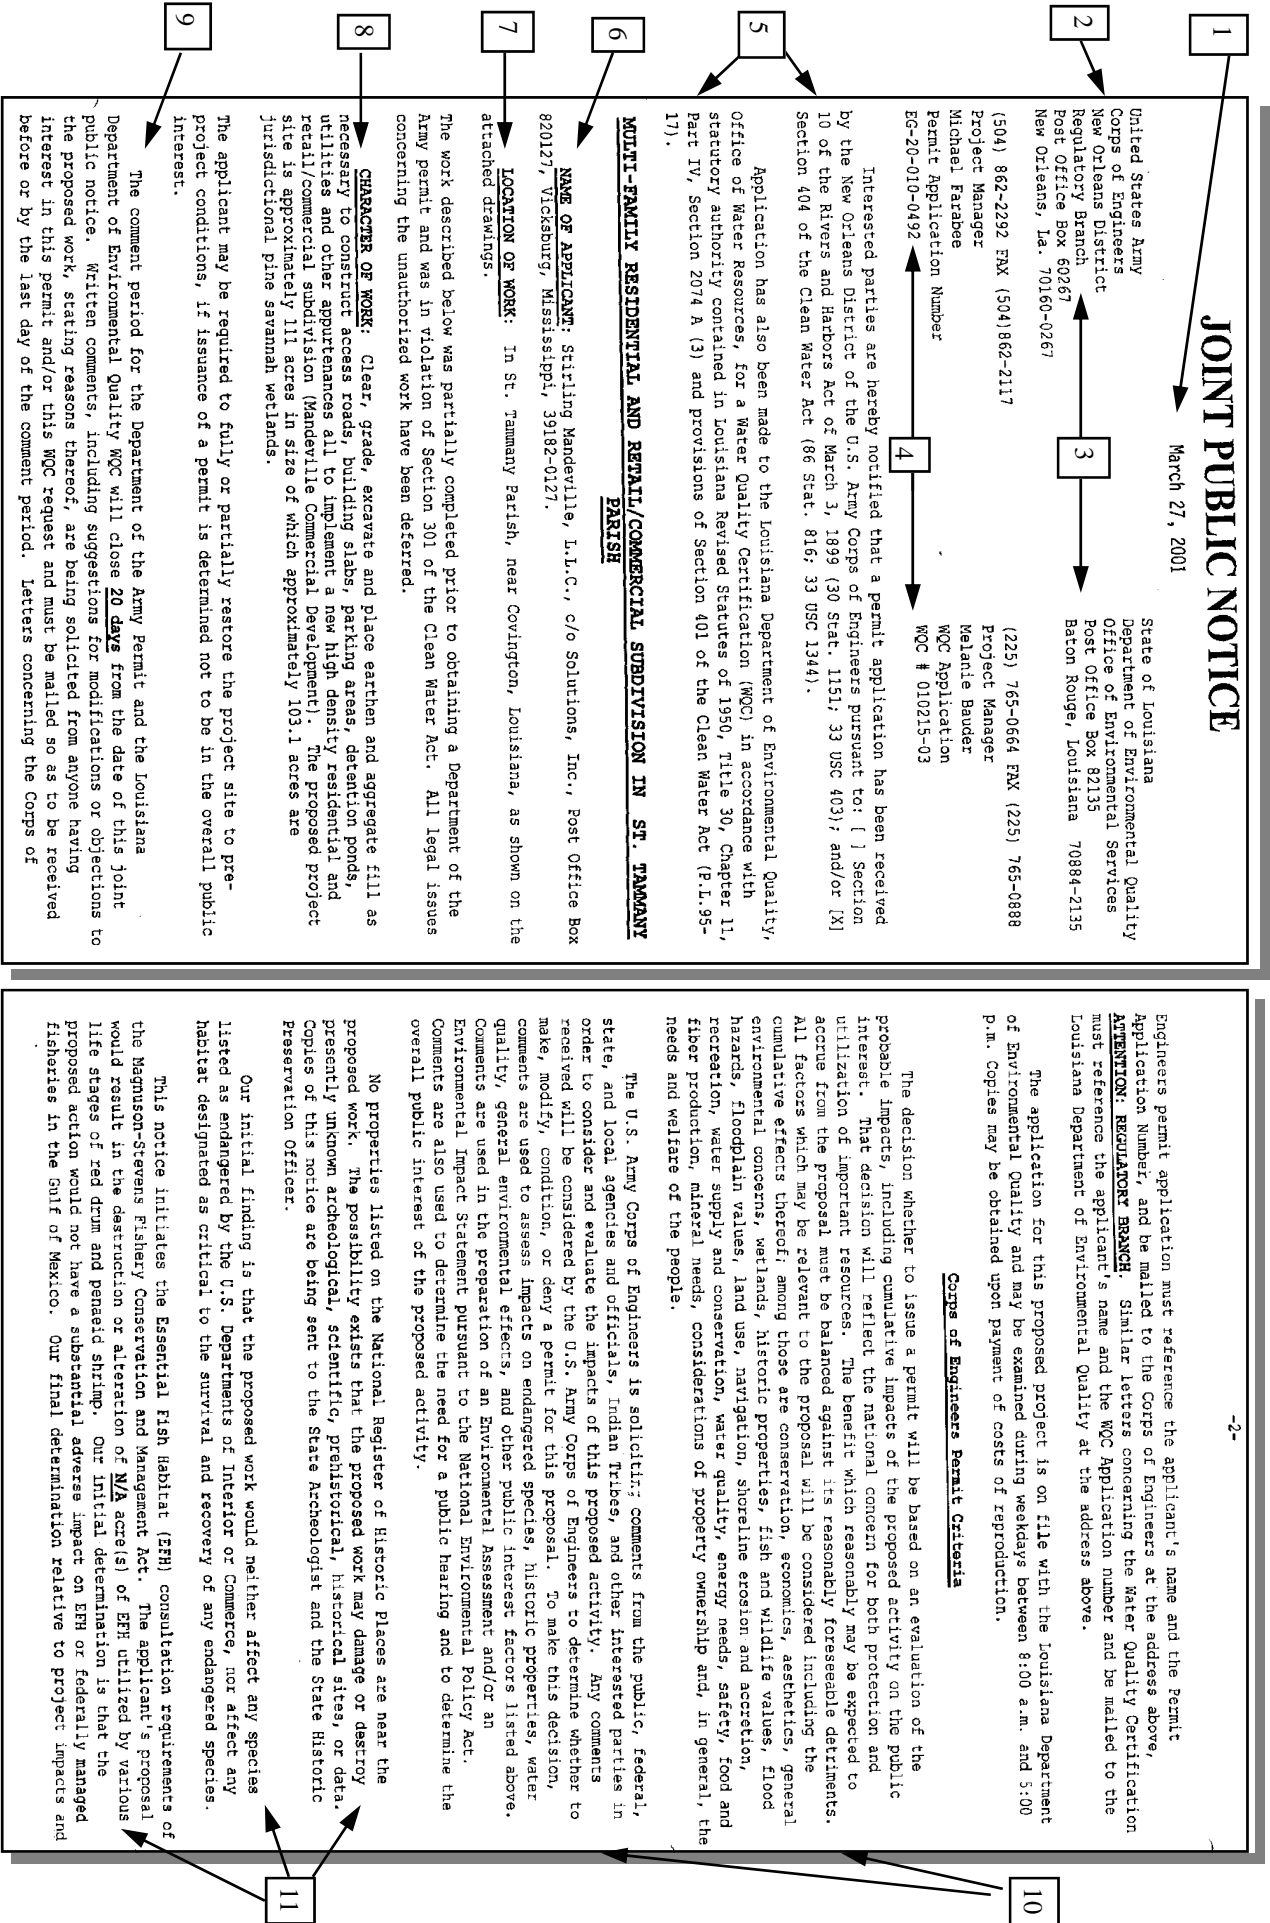 1
2
3
4
5
6
7
8
9
JOINT PUBLIC NOTICE
March 27, 2001
United States Army
Corps of Engineers
New Orleans District
Regulatory Branch
Post Office Box 60267
New Orleans, La. 70160-0267
State of Louisiana
Department of Environmental Quality
Office of Environmental Services
Post Office Box 82135
Baton Rouge, Louisiana 70884-2135
(504) 862-2292 FAX (504)862-2117
Project Manager
Michael Farabee
Permit Application Number
EG-20-010-0492
(225) 765-0664 FAX (225) 765-0888
Project Manager
Melanie Bauder
WQC Application
WQC # 010215-03
Interested parties are hereby notified that a permit application has been received
by the New Orleans District of the U.S. Army Corps of Engineers pursuant to: [ ] Section
10 of the Rivers and Harbors Act of March 3, 1899 (30 Stat. 1151; 33 USC 403); and/or [X]
Section 404 of the Clean Water Act (86 Stat. 816; 33 USC 1344).
Application has also been made to the Louisiana Department of Environmental Quality,
Office of Water Resources, for a Water Quality Certification (WQC) in accordance with
statutory authority contained in Louisiana Revised Statutes of 1950, Title 30, Chapter 11,
Part IV, Section 2074 A (3) and provisions of Section 401 of the Clean Water Act (P.L.95-
17).
MULTI-FAMILY RESIDENTIAL AND RETAIL/COMMERCIAL SUBDIVISION IN ST. TAMMANY
PARISH
NAME OF APPLICANT: Stirling Mandeville, L.L.C., c/o Solutions, Inc., Post Office Box
820127, Vicksburg, Mississippi, 39182-0127.
LOCATION OF WORK: In St. Tammany Parish, near Covington, Louisiana, as shown on the
attached drawings.
The work described below was partially completed prior to obtaining a Department of the
Army permit and was in violation of Section 301 of the Clean Water Act. All legal issues
concerning the unauthorized work have been deferred.
CHARACTER OF WORK: Clear, grade, excavate and place earthen and aggregate fill as
necessary to construct access roads, building slabs, parking areas, detention ponds,
utilities and other appurtenances all to implement a new high density residential and
retail/commercial subdivision (Mandeville Commercial Development). The proposed project
site is approximately 111 acres in size of which approximately 103.1 acres are
jurisdictional pine savannah wetlands.
The applicant may be required to fully or partially restore the project site to pre-
project conditions, if issuance of a permit is determined not to be in the overall public
interest.
The comment period for the Department of the Army Permit and the Louisiana
Department of Environmental Quality WQC will close 20 days from the date of this joint
public notice. Written comments, including suggestions for modifications or objections to
the proposed work, stating reasons thereof, are being solicited from anyone having
interest in this permit and/or this WQC request and must be mailed so as to be received
before or by the last day of the comment period. Letters concerning the Corps of
-2-
Engineers permit application must reference the applicant's name and the Permit
Application Number, and be mailed to the Corps of Engineers at the address above,
ATTENTION: REGULATORY BRANCH. Similar letters concerning the Water Quality Certification
must reference the applicant's name and the WQC Application number and be mailed to the
Louisiana Department of Environmental Quality at the address above.
The application for this proposed project is on file with the Louisiana Department
of Environmental Quality and may be examined during weekdays between 8:00 a.m. and 5:00
p.m. Copies may be obtained upon payment of costs of reproduction.
Corps of Engineers Permit Criteria
The decision whether to issue a permit will be based on an evaluation of the
probable impacts, including cumulative impacts of the proposed activity on the public
interest. That decision will reflect the national concern for both protection and
utilization of important resources. The benefit which reasonably may be expected to
accrue from the proposal must be balanced against its reasonably foreseeable detriments.
All factors which may be relevant to the proposal will be considered including the
cumulative effects thereof; among those are conservation, economics, aesthetics, general
environmental concerns, wetlands, historic properties, fish and wildlife values, flood
hazards, floodplain values, land use, navigation, shoreline erosion and accretion,
recreation, water supply and conservation, water quality, energy needs, safety, food and
fiber production, mineral needs, considerations of property ownership and, in general, the
needs and welfare of the people.
The U.S. Army Corps of Engineers is soliciting comments from the public, federal,
state, and local agencies and officials, Indian Tribes, and other interested parties in
order to consider and evaluate the impacts of this proposed activity. Any comments
received will be considered by the U.S. Army Corps of Engineers to determine whether to
make, modify, condition, or deny a permit for this proposal. To make this decision,
comments are used to assess impacts on endangered species, historic properties, water
quality, general environmental effects, and other public interest factors listed above.
Comments are used in the preparation of an Environmental Assessment and/or an
Environmental Impact Statement pursuant to the National Environmental Policy Act.
Comments are also used to determine the need for a public hearing and to determine the
overall public interest of the proposed activity.
No properties listed on the National Register of Historic Places are near the
proposed work. The possibility exists that the proposed work may damage or destroy
presently unknown archeological, scientific, prehistorical, historical sites, or data.
Copies of this notice are being sent to the State Archeologist and the State Historic
Preservation Officer.
Our initial finding is that the proposed work would neither affect any species
listed as endangered by the U.S. Departments of Interior or Commerce, nor affect any
habitat designated as critical to the survival and recovery of any endangered species.
This notice initiates the Essential Fish Habitat (EFH) consultation requirements of
the Magnuson-Stevens Fishery Conservation and Management Act. The applicant's proposal
would result in the destruction or alteration of N/A acre(s) of EFH utilized by various
life stages of red drum and penaeid shrimp. Our initial determination is that the
proposed action would not have a substantial adverse impact on EFH or federally managed
fisheries in the Gulf of Mexico. Our final determination relative to project impacts and
10
11